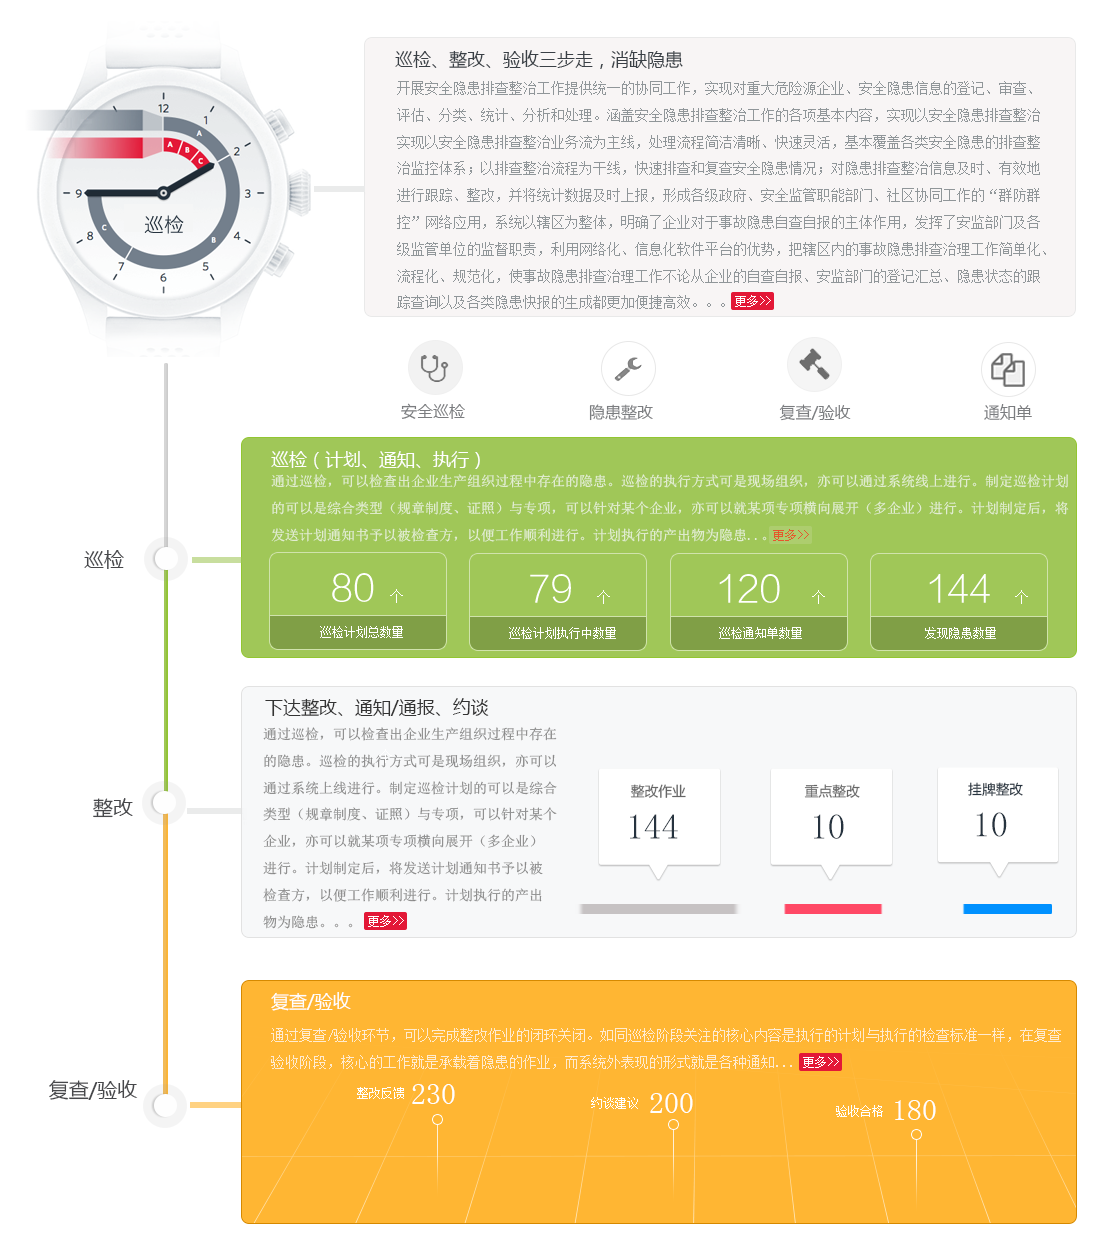 巡检、整改、验收三步走，消缺隐患
开展安全隐患排查整治工作提供统一的协同工作，实现对重大危险源企业、安全隐患信息的登记、审查、
评估、分类、统计、分析和处理。涵盖安全隐患排查整治工作的各项基本内容，实现以安全隐患排查整治
实现以安全隐患排查整治业务流为主线，处理流程简洁清晰、快速灵活，基本覆盖各类安全隐患的排查整
治监控体系；以排查整治流程为干线，快速排查和复查安全隐患情况；对隐患排查整治信息及时、有效地
进行跟踪、整改，并将统计数据及时上报，形成各级政府、安全监管职能部门、社区协同工作的“群防群
控”网络应用，系统以辖区为整体，明确了企业对于事故隐患自查自报的主体作用，发挥了安监部门及各
级监管单位的监督职责，利用网络化、信息化软件平台的优势，把辖区内的事故隐患排查治理工作简单化、
流程化、规范化，使事故隐患排查治理工作不论从企业的自查自报、安监部门的登记汇总、隐患状态的跟
踪查询以及各类隐患快报的生成都更加便捷高效。。。更多>>
12
1
2
3
4
5
6
7
8
9
A
A
B
C
B
C
巡检
安全巡检
隐患整改
复查/验收
通知单
巡检
巡检（计划、通知、执行）
通过巡检，可以检查出企业生产组织过程中存在的隐患。巡检的执行方式可是现场组织，亦可以通过系统线上进行。制定巡检计划
的可以是综合类型（规章制度、证照）与专项，可以针对某个企业，亦可以就某项专项横向展开（多企业）进行。计划制定后，将
发送计划通知书予以被检查方，以便工作顺利进行。计划执行的产出物为隐患...。更多>>
80 个
巡检计划总数量
79 个
巡检计划执行中数量
120 个
巡检通知单数量
144 个
发现隐患数量
整改
下达整改、通知/通报、约谈
通过巡检，可以检查出企业生产组织过程中存在
的隐患。巡检的执行方式可是现场组织，亦可以
通过系统上线进行。制定巡检计划的可以是综合
类型（规章制度、证照）与专项，可以针对某个
企业，亦可以就某项专项横向展开（多企业）
进行。计划制定后，将发送计划通知书予以被
检查方，以便工作顺利进行。计划执行的产出
物为隐患。。。更多>>
整改作业
144
重点整改
10
挂牌整改
10
复查/验收
复查/验收
通过复查/验收环节，可以完成整改作业的闭环关闭。如同巡检阶段关注的核心内容是执行的计划与执行的检查标准一样，在复查
验收阶段，核心的工作就是承载着隐患的作业，而系统外表现的形式就是各种通知... 更多>>
整改反馈 230
约谈建议 200
验收合格 180